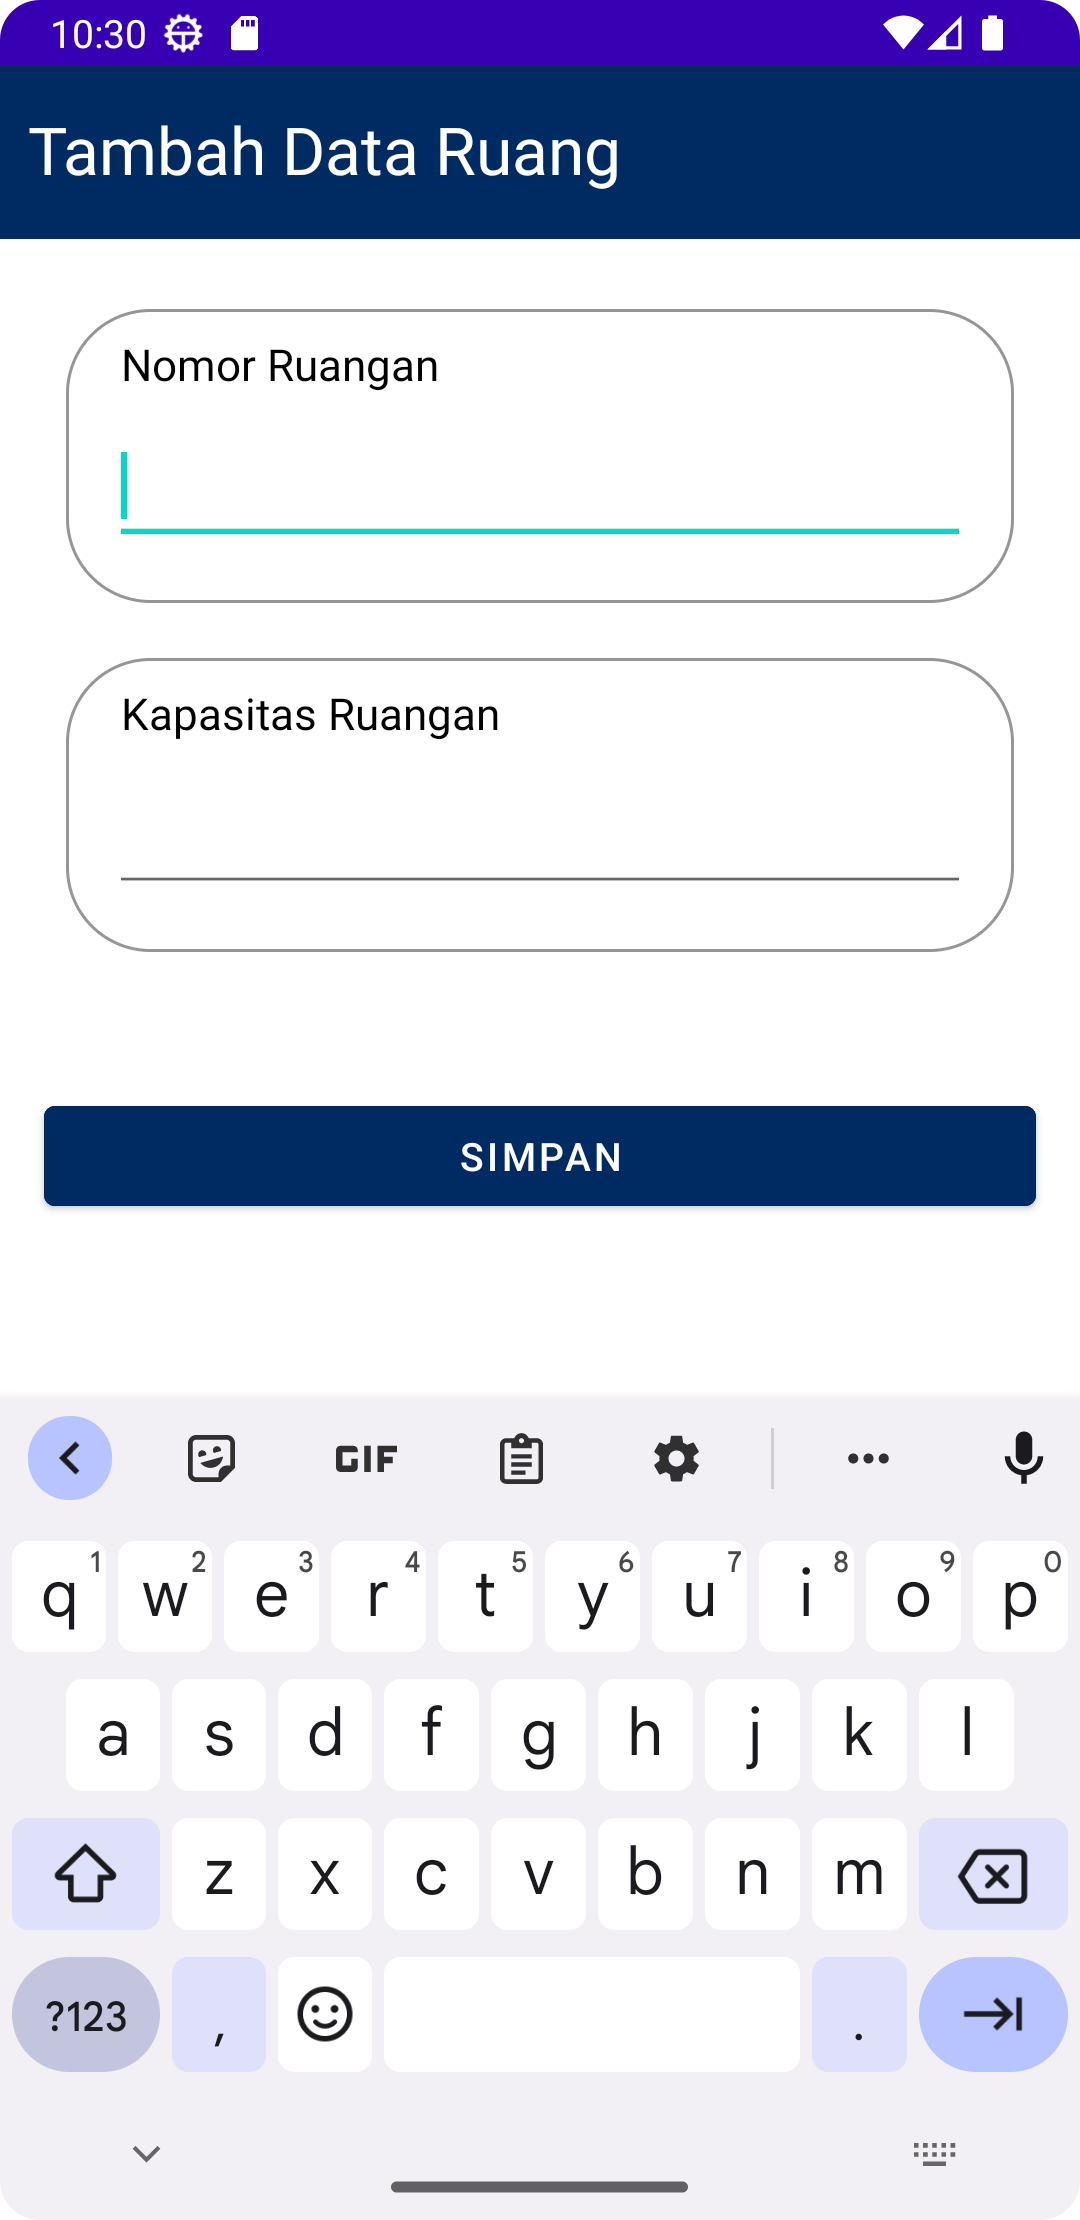 10:30
Tambah Data Ruang
Nomor Ruangan
Kapasitas Ruangan
SIMPAN
GIF
q 1 w 2 e 3 r 4 t 5 y 6 u 7 i 8 o 9 p 0
a s d f g h j k l
z x c v b n m
?123 , .